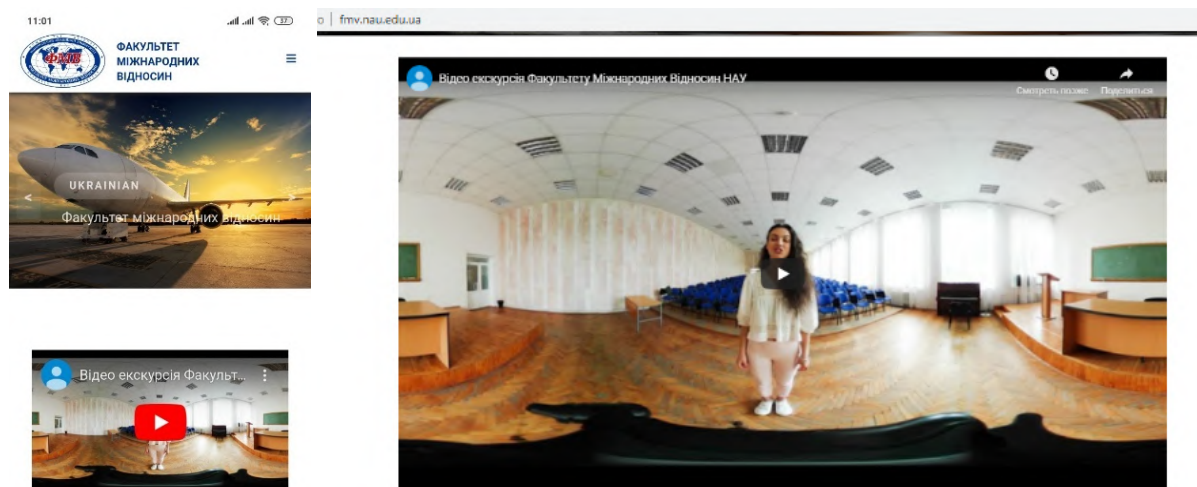 11:01
37
ФАКУЛЬТЕТ
МІЖНАРОДНИХ
ВІДНОСИН
ФМВ
UKRAINIAN
<
>
Факультет міжнародних відносин
Відео екскурсія Факульт...
о | fmv.nau.edu.ua
Відео екскурсія Факультету Міжнародних Відносин НАУ
Смотреть позже
Поделиться